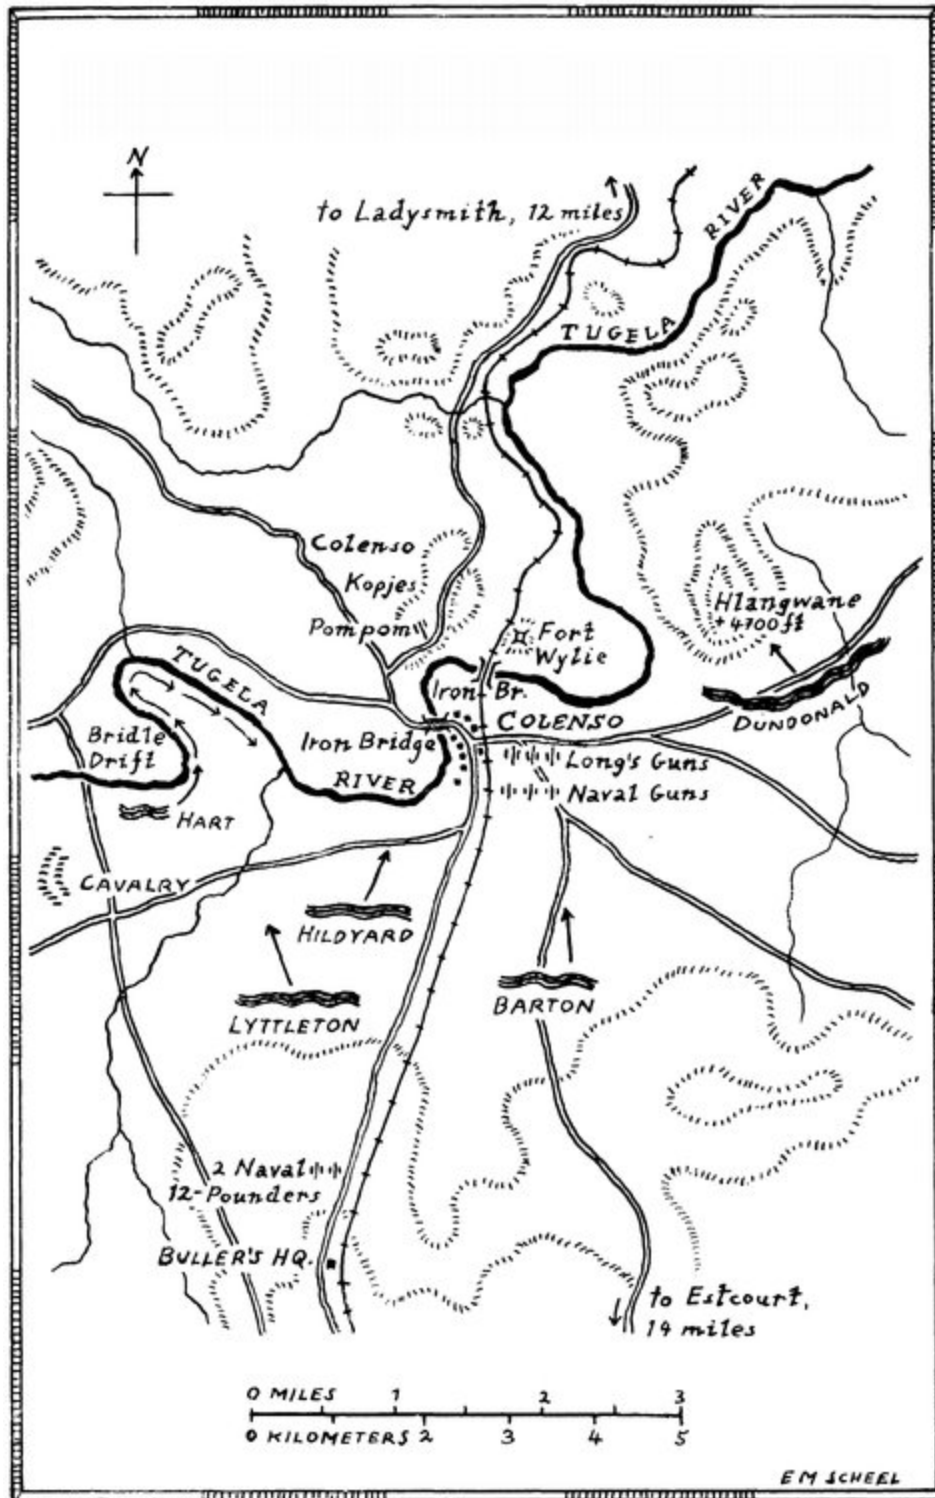 N
to Ladysmith, 12 miles
RIVER
TUGELA
Colenso
Kopjes
Pompom
Fort
Wylie
Hlangwane
+ 4700 ft
DUNDONALD
TUGELA
RIVER
Iron Br.
COLENSO
Bridle
Drift
Iron Bridge
Long's Guns
Naval Guns
HART
CAVALRY
HILDYARD
LYTTLETON
BARTON
2 Naval
12-Pounders
BULLER'S HQ.
to Estcourt,
14 miles
0 MILES 1 2 3
0 KILOMETERS 2 3 4 5
E M SCHEEL